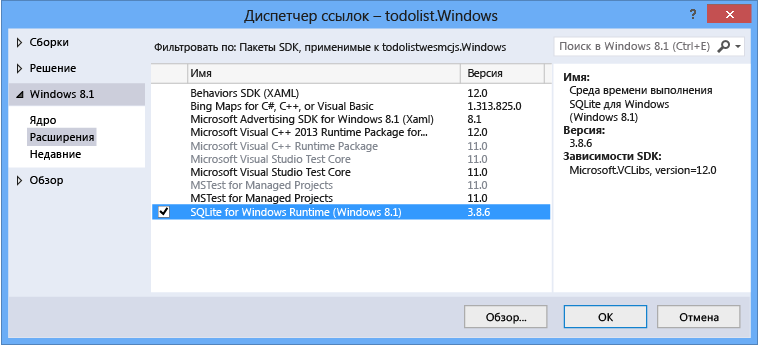 Диспетчер ссылок – todolist.Windows
?
Сборки
Решение
Windows 8.1
Ядро
Расширения
Недавние
Обзор
Фильтровать по: Пакеты SDK, применимые к todolistwesmcjs.Windows
Поиск в Windows 8.1 (Ctrl+E)
Имя Версия
Behaviors SDK (XAML) 12.0
Bing Maps for C#, C++, or Visual Basic 1.313.825.0
Microsoft Advertising SDK for Windows 8.1 (Xaml) 8.1
Microsoft Visual C++ 2013 Runtime Package for... 12.0
Microsoft Visual C++ Runtime Package 11.0
Microsoft Visual Studio Test Core 11.0
Microsoft Visual Studio Test Core 11.0
MSTest for Managed Projects 11.0
MSTest for Managed Projects 11.0
SQLite for Windows Runtime (Windows 8.1) 3.8.6
Имя:
Среда времени выполнения
SQLite для Windows
(Windows 8.1)
Версия:
3.8.6
Зависимости SDK:
Microsoft.VCLibs, version=12.0
Обзор... OK Отмена